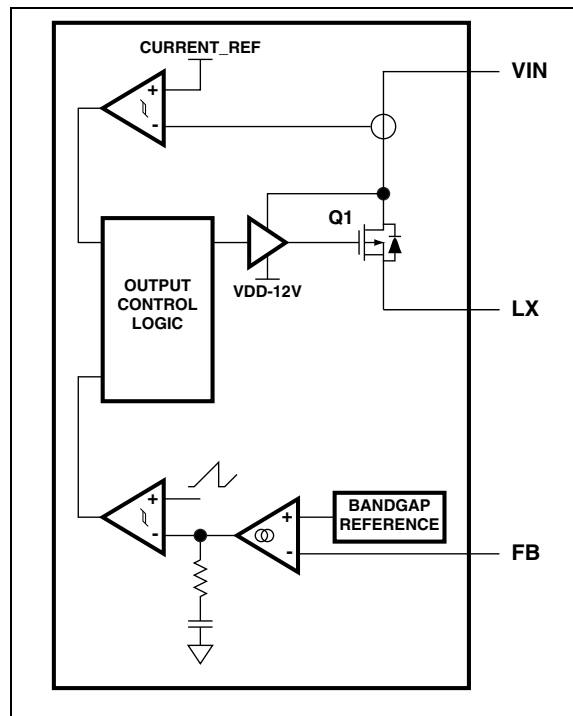 CURRENT_REF
+
-
VIN
Q1
OUTPUT
CONTROL
LOGIC
VDD-12V
LX
+
-
+
-
BANDGAP
REFERENCE
FB